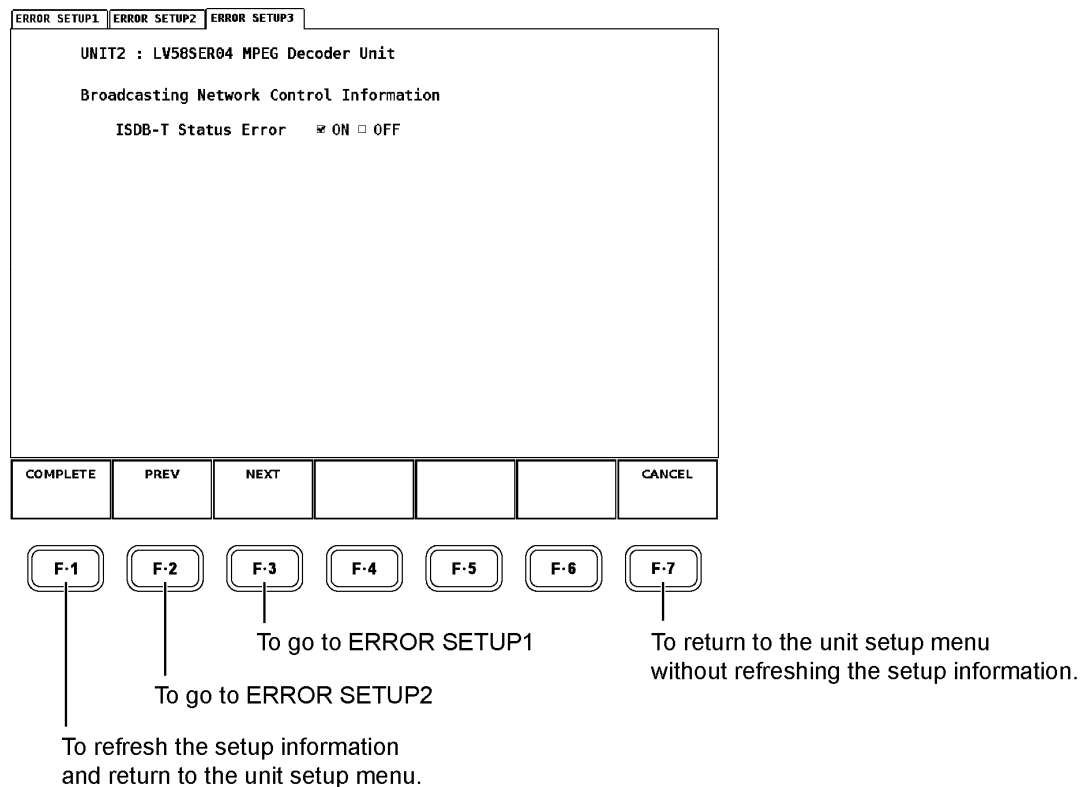 ERROR SETUP1 ERROR SETUP2 ERROR SETUP3
UNIT2 : LV58SER04 MPEG Decoder Unit
Broadcasting Network Control Information
ISDB-T Status Error ☑ ON ☐ OFF
COMPLETE PREV NEXT CANCEL
F·1 F·2 F·3 F·4 F·5 F·6 F·7
To go to ERROR SETUP1
To return to the unit setup menu
without refreshing the setup information.
To go to ERROR SETUP2
To refresh the setup information
and return to the unit setup menu.